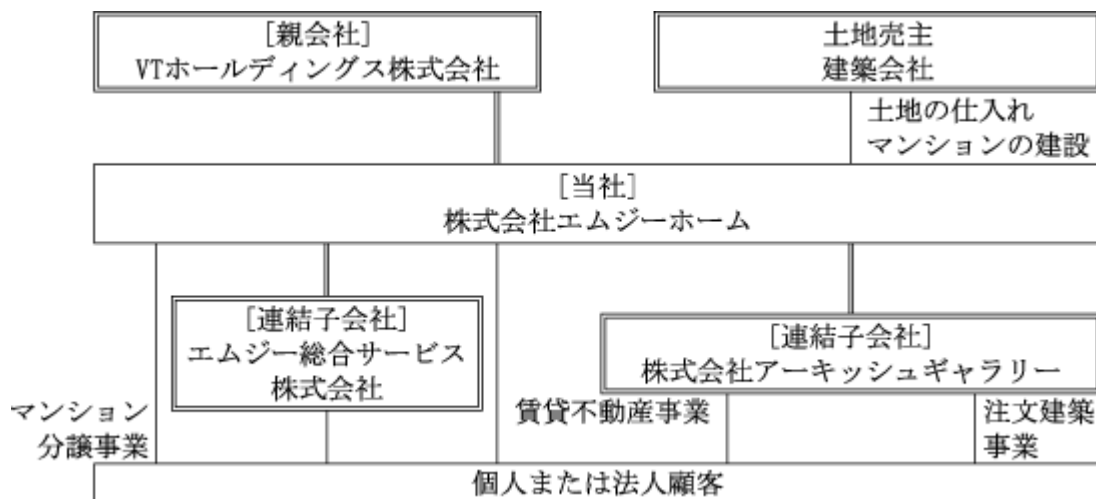 [親会社]
VTホールディングス株式会社
土地売主
建築会社
土地の仕入れ
マンションの建設
[当社]
株式会社エムジーホーム
[連結子会社]
エムジー総合サービス
株式会社
[連結子会社]
株式会社アーキッシュギャラリー
マンション
分譲事業
賃貸不動産事業
注文建築
事業
個人または法人顧客